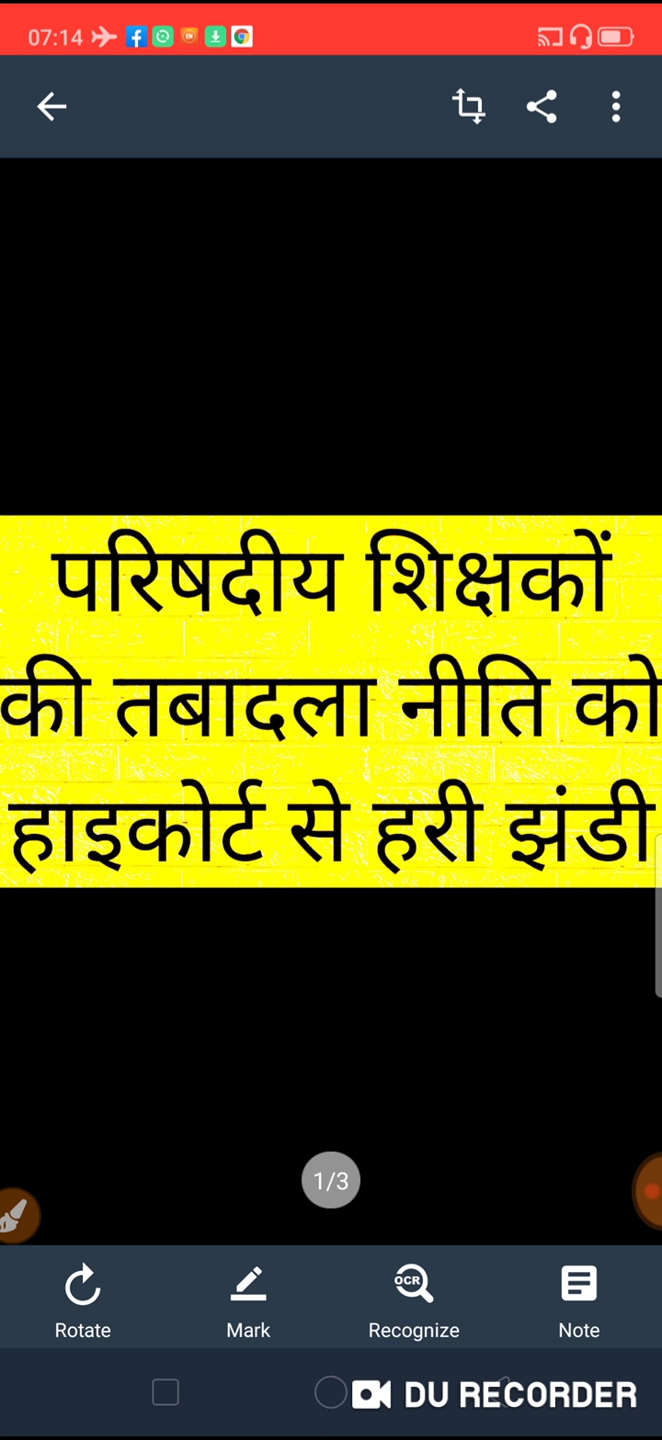 07:14
परिषदीय शिक्षकों
की तबादला नीति को
हाइकोर्ट से हरी झंडी
1/3
OCR
Rotate Mark Recognize Note
DU RECORDER